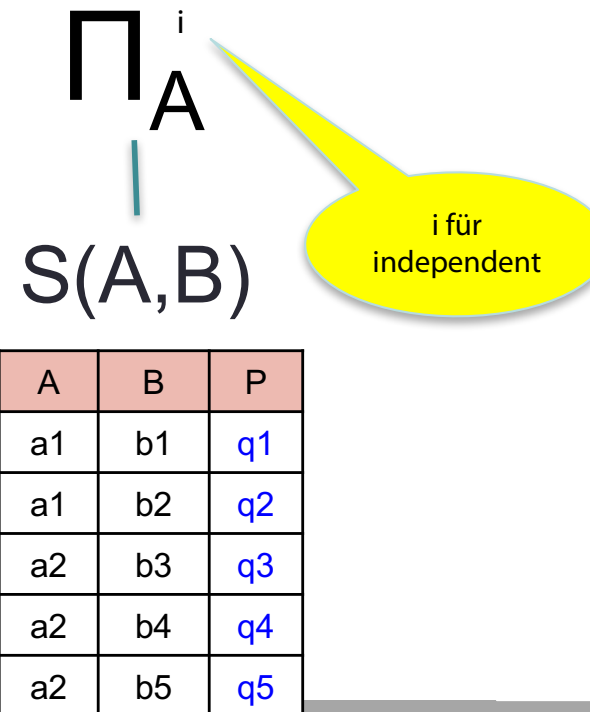 Π i
A
i für
independent
S(A,B)
A B P
a1 b1 q1
a1 b2 q2
a2 b3 q3
a2 b4 q4
a2 b5 q5